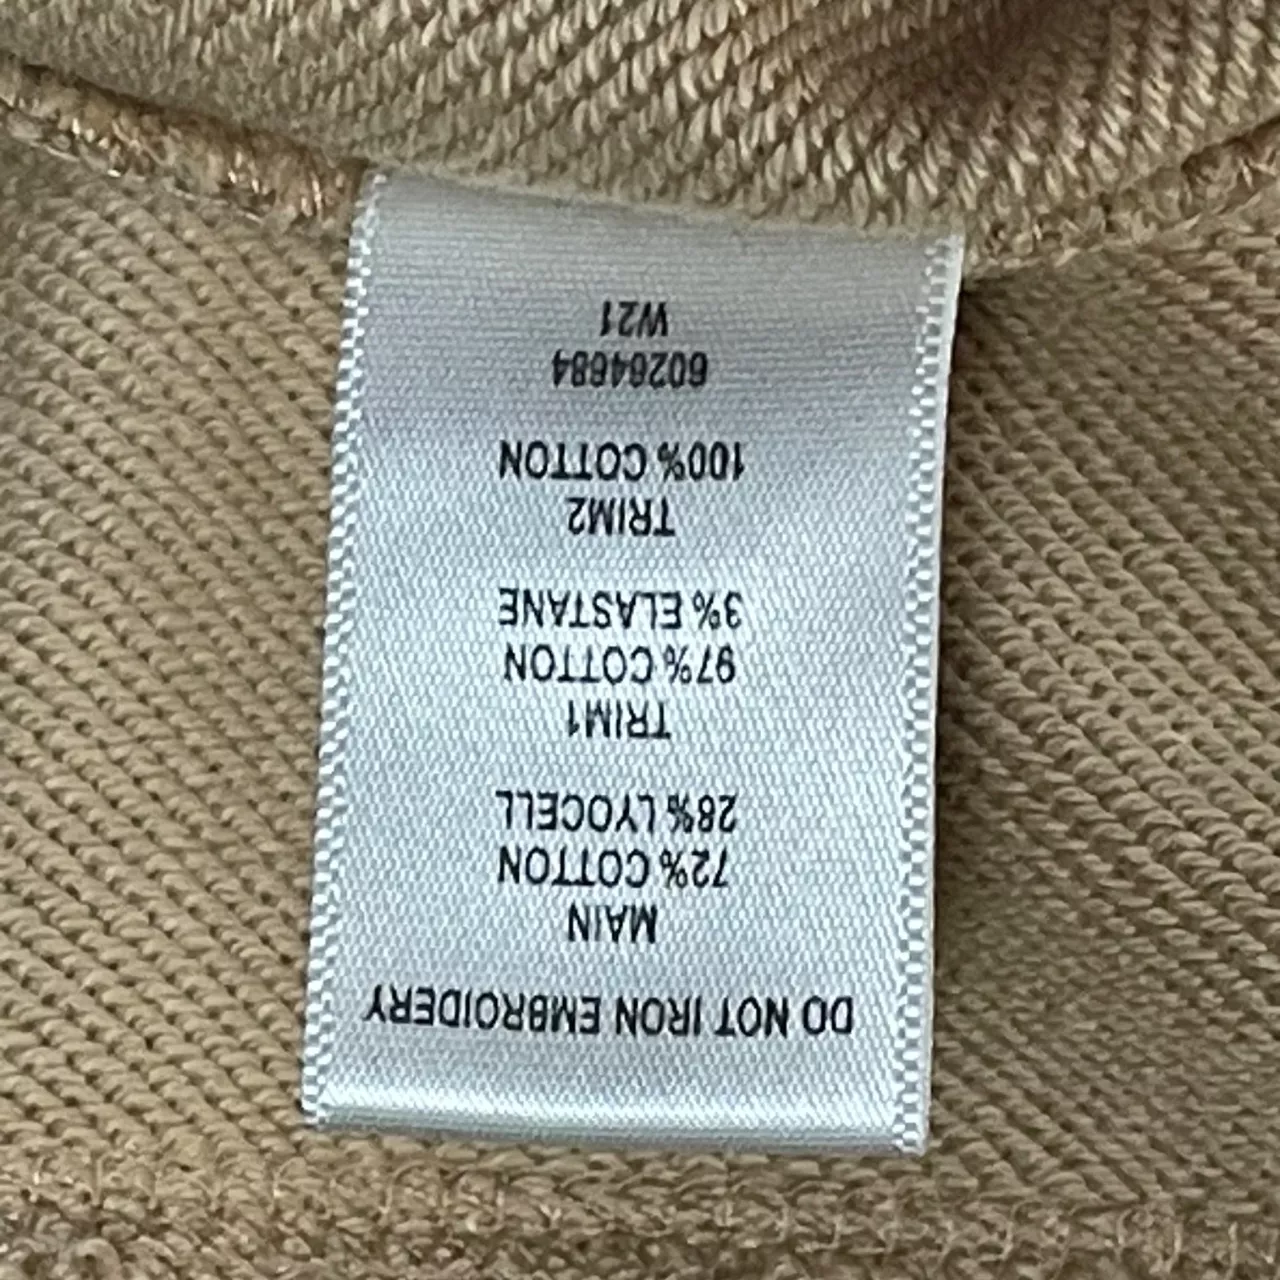 DO NOT IRON EMBROIDERY
MAIN
72% COTTON
28% LYOCELL
TRIM1
97% COTTON
3% ELASTANE
TRIM2
100% COTTON
60264684
W21